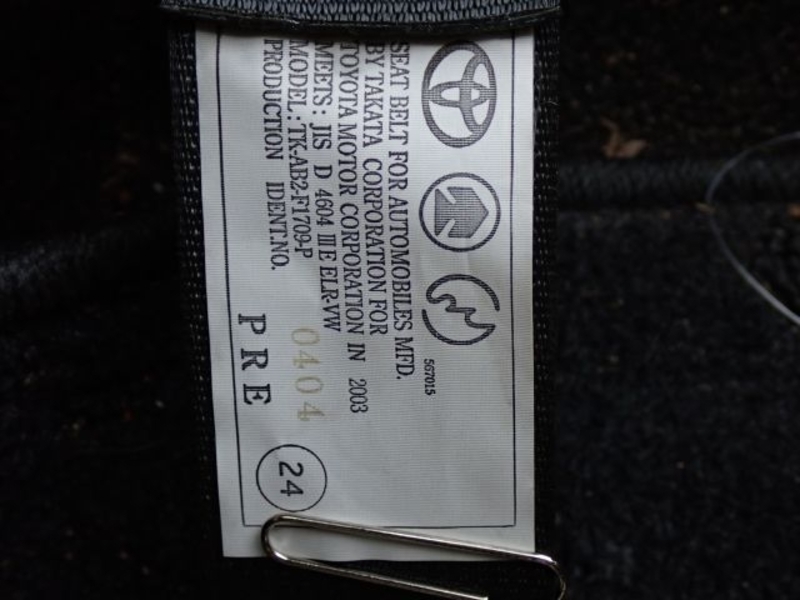 567015
SEAT BELT FOR AUTOMOBILES MFD.
BY TAKATA CORPORATION FOR
TOYOTA MOTOR CORPORATION IN 2003
MEETS: JIS D 4604 III E ELR-VW
MODEL: TK-AB2-F1709-P
PRODUCTION IDENT.NO. 0404
PRE 24